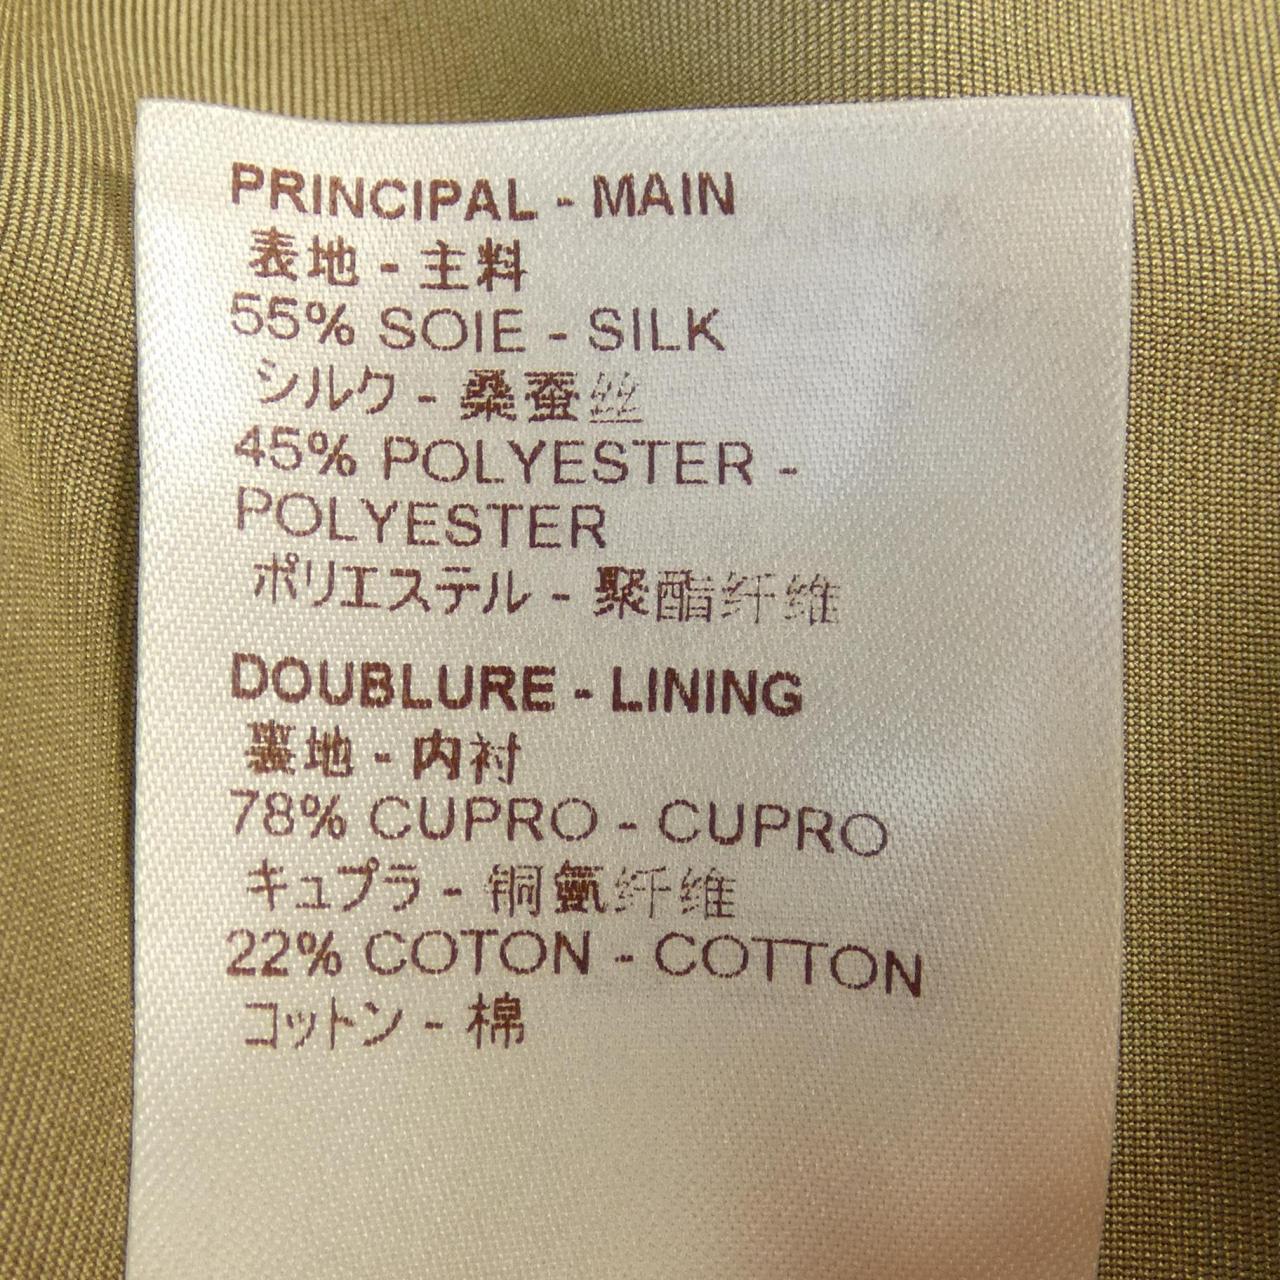 PRINCIPAL - MAIN
表地 - 主料
55% SOIE - SILK
シルク - 桑蚕丝
45% POLYESTER -
POLYESTER
ポリエステル - 聚酯纤维
DOUBLURE - LINING
裏地 - 内衬
78% CUPRO - CUPRO
キュプラ - 铜氨纤维
22% COTON - COTTON
コットン - 棉